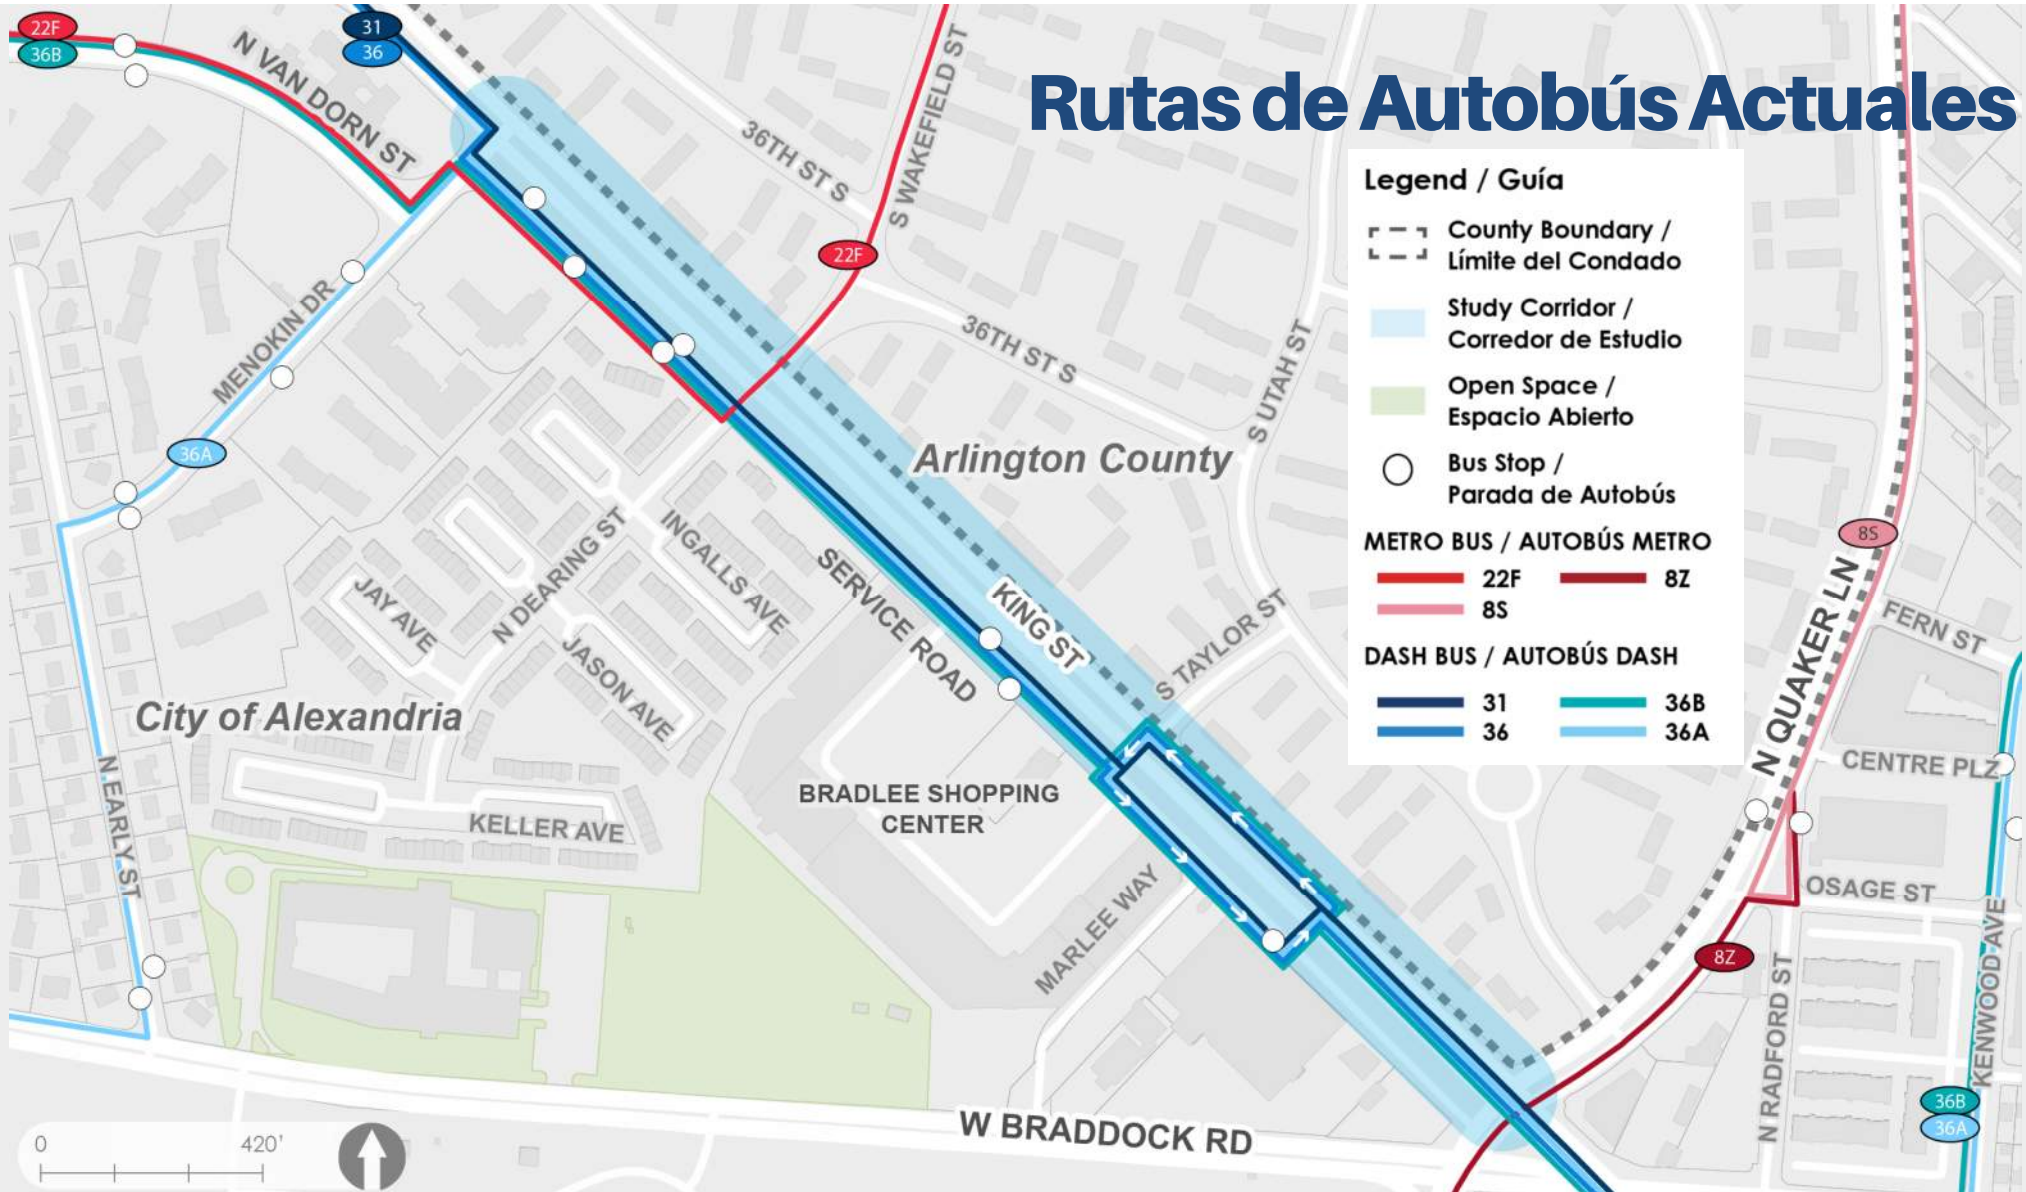 Rutas de Autobús Actuales
22F
36B
31
36
N VAN DORN ST
36TH ST S
S WAKEFIELD ST
22F
36TH ST S
S UTAH ST
MENOKIN DR
36A
Arlington County
Legend / Guía
County Boundary /
Límite del Condado
Study Corridor /
Corredor de Estudio
Open Space /
Espacio Abierto
Bus Stop /
Parada de Autobús
METRO BUS / AUTOBÚS METRO
22F
8Z
8S
DASH BUS / AUTOBÚS DASH
31
36B
36
36A
8S
N QUAKER LN
FERN ST
CENTRE PLZ
OSAGE ST
N DEARING ST
INGALLS AVE
JAY AVE
JASON AVE
SERVICE ROAD
KING ST
S TAYLOR ST
City of Alexandria
N EARLY ST
KELLER AVE
BRADLEE SHOPPING
CENTER
MARLEE WAY
8Z
N RADFORD ST
KENWOOD AVE
36B
36A
W BRADDOCK RD
0
420'